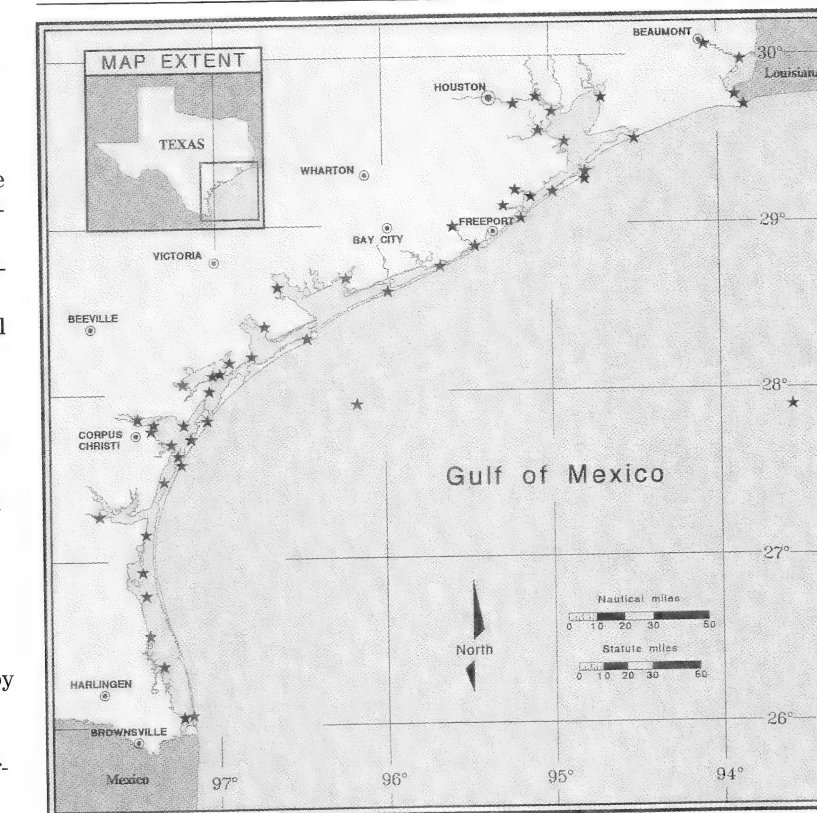 MAP EXTENT
TEXAS
BEAUMONT
30°
Louisiana
HOUSTON
WHARTON
29°
FREEPORT
BAY CITY
VICTORIA
BEEVILLE
28°
CORPUS
CHRISTI
Gulf of Mexico
27°
Nautical miles
0 10 20 30 50
North
Statute miles
0 10 20 30 50
HARLINGEN
26°
BROWNSVILLE
Mexico
97° 96° 95° 94°